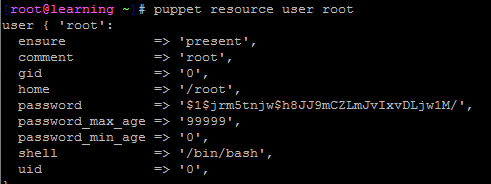 [root@learning ~]# puppet resource user root
user { 'root':
  ensure           => 'present',
  comment          => 'root',
  gid              => '0',
  home             => '/root',
  password         => '$1$jrm5tnjw$h8JJ9mCZLmJvIxvDLjw1M/',
  password_max_age => '99999',
  password_min_age => '0',
  shell            => '/bin/bash',
  uid              => '0',
}